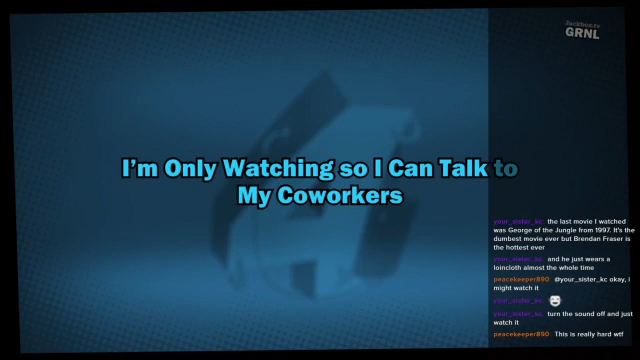 Jackbox.tv
GRNL
I'm Only Watching so I Can Talk to
My Coworkers
your_sister_kc: the last movie I watched
was George of the Jungle from 1997. It's the
dumbest movie ever but Brendan Fraser is
the hottest ever
your_sister_kc: and he just wears a
loincloth almost the whole time
peacekeeper890: @your_sister_kc okay, i
might watch it
your_sister_kc:
your_sister_kc: turn the sound off and just
watch it
peacekeeper890: This is really hard wtf